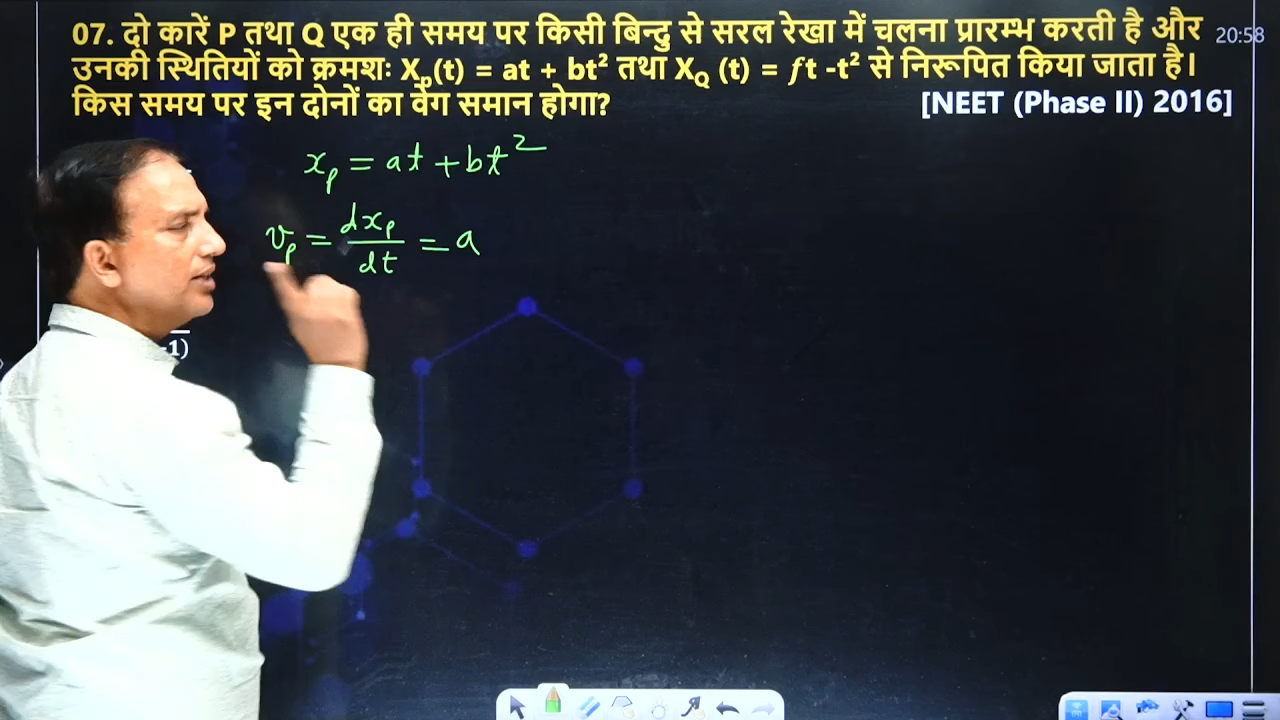 07. दो कारें P तथा Q एक ही समय पर किसी बिन्दु से सरल रेखा में चलना प्रारम्भ करती है और
20:58
उनकी स्थितियों को क्रमशः Xp(t) = at + bt² तथा XQ (t) = ft -t² से निरूपित किया जाता है।
किस समय पर इन दोनों का वेग समान होगा?
[NEET (Phase II) 2016]
xp = at + bt²
vp = dxp/dt = a
-1)